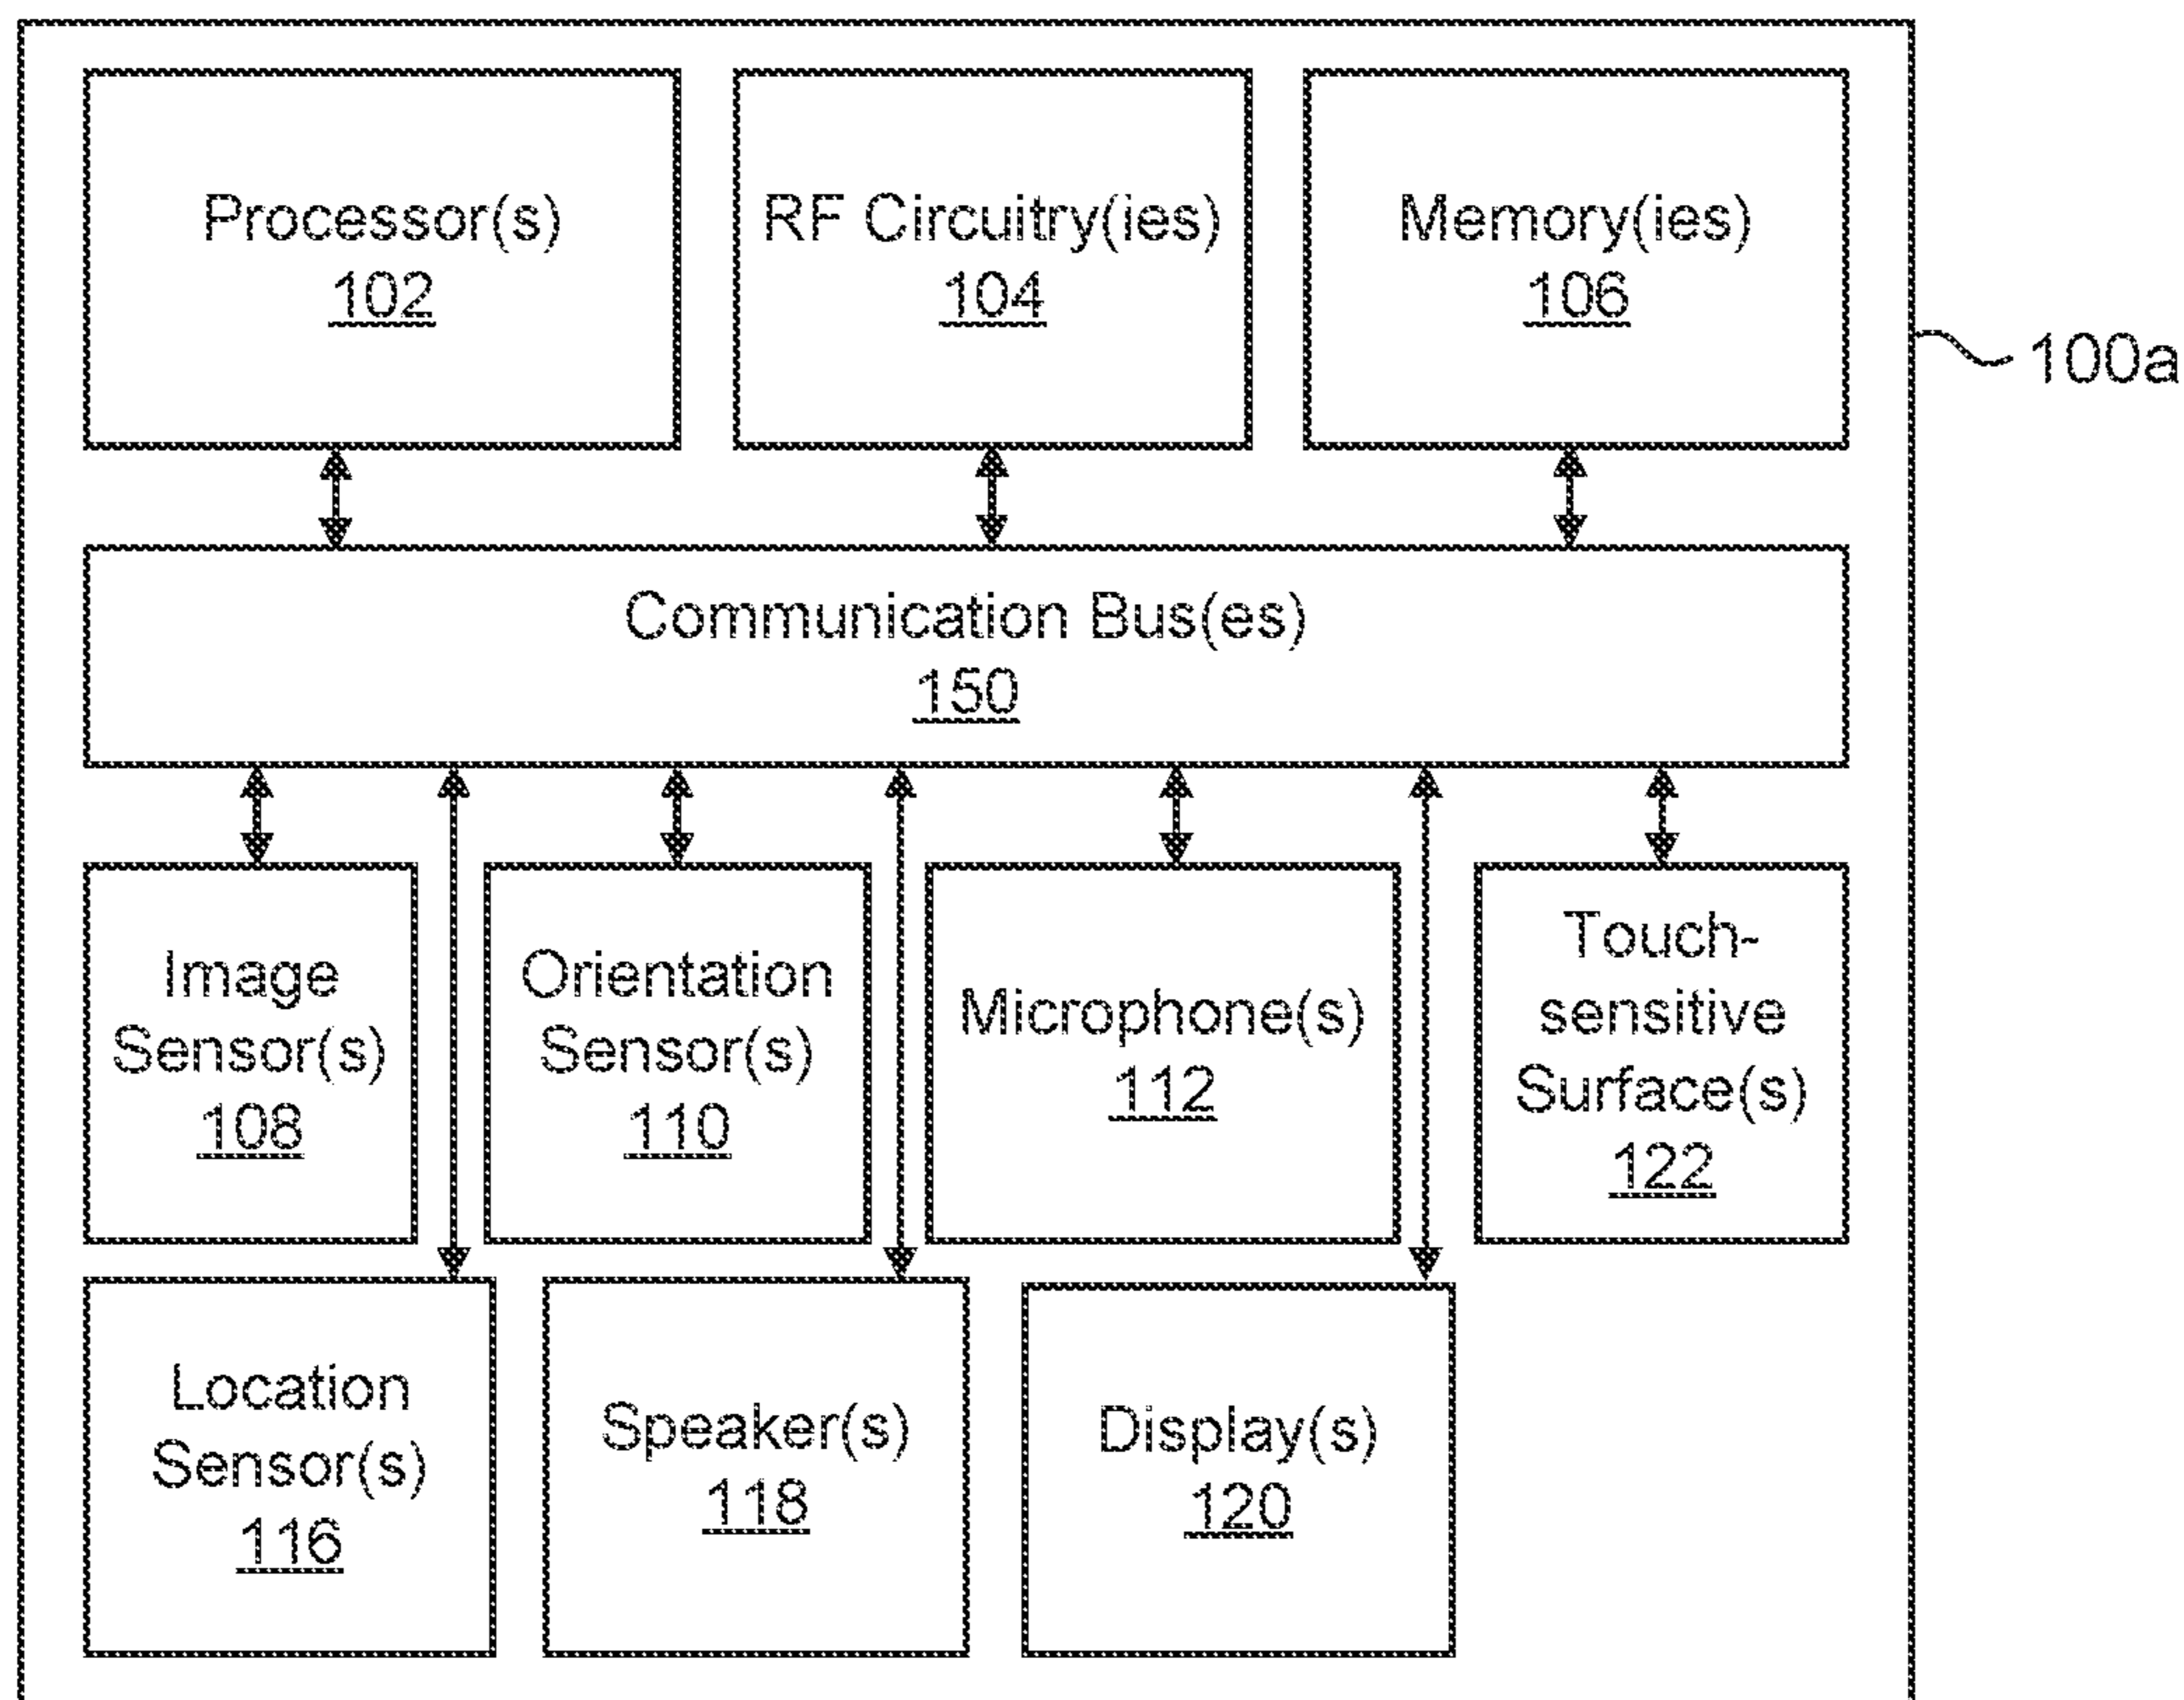 Processor(s)
102
RF Circuitry(ies)
104
Memory(ies)
106
100a
Communication Bus(es)
150
Image
Sensor(s)
108
Orientation
Sensor(s)
110
Microphone(s)
112
Touch-
sensitive
Surface(s)
122
Location
Sensor(s)
116
Speaker(s)
118
Display(s)
120